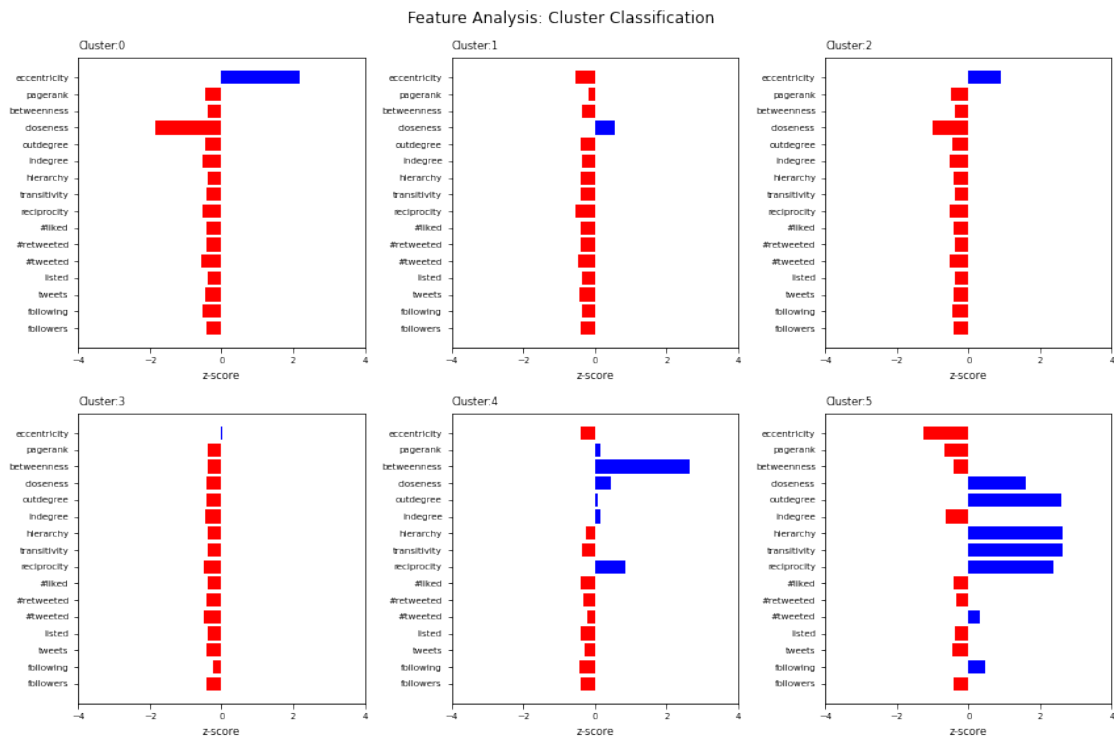 Feature Analysis: Cluster Classification
Cluster:0
eccentricity
pagerank
betweenness
closeness
outdegree
indegree
hierarchy
transitivity
reciprocity
#liked
#retweeted
#tweeted
listed
tweets
following
followers
−4 −2 0 2 4
z-score
Cluster:1
eccentricity
pagerank
betweenness
closeness
outdegree
indegree
hierarchy
transitivity
reciprocity
#liked
#retweeted
#tweeted
listed
tweets
following
followers
−4 −2 0 2 4
z-score
Cluster:2
eccentricity
pagerank
betweenness
closeness
outdegree
indegree
hierarchy
transitivity
reciprocity
#liked
#retweeted
#tweeted
listed
tweets
following
followers
−4 −2 0 2 4
z-score
Cluster:3
eccentricity
pagerank
betweenness
closeness
outdegree
indegree
hierarchy
transitivity
reciprocity
#liked
#retweeted
#tweeted
listed
tweets
following
followers
−4 −2 0 2 4
z-score
Cluster:4
eccentricity
pagerank
betweenness
closeness
outdegree
indegree
hierarchy
transitivity
reciprocity
#liked
#retweeted
#tweeted
listed
tweets
following
followers
−4 −2 0 2 4
z-score
Cluster:5
eccentricity
pagerank
betweenness
closeness
outdegree
indegree
hierarchy
transitivity
reciprocity
#liked
#retweeted
#tweeted
listed
tweets
following
followers
−4 −2 0 2 4
z-score